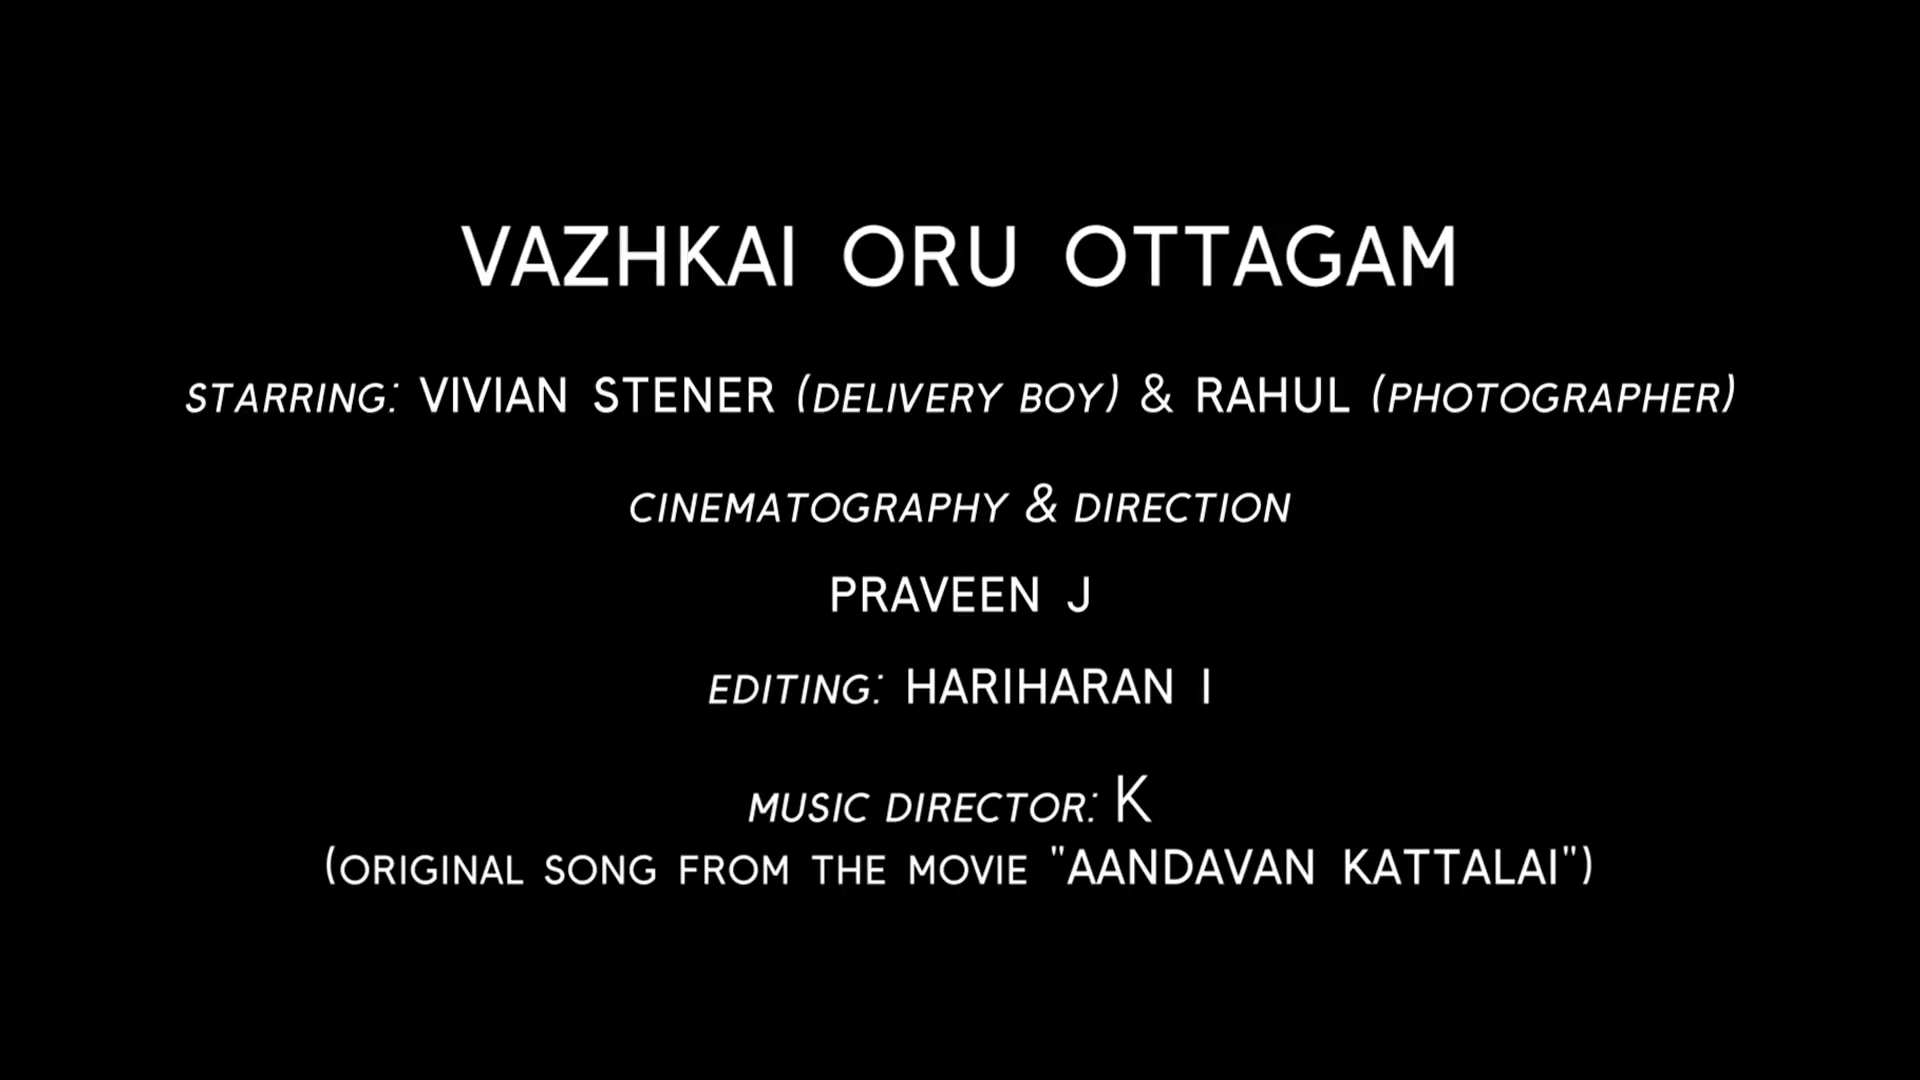 VAZHKAI ORU OTTAGAM
STARRING: VIVIAN STENER (DELIVERY BOY) & RAHUL (PHOTOGRAPHER)
CINEMATOGRAPHY & DIRECTION
PRAVEEN J
EDITING: HARIHARAN I
MUSIC DIRECTOR: K
(ORIGINAL SONG FROM THE MOVIE "AANDAVAN KATTALAI")